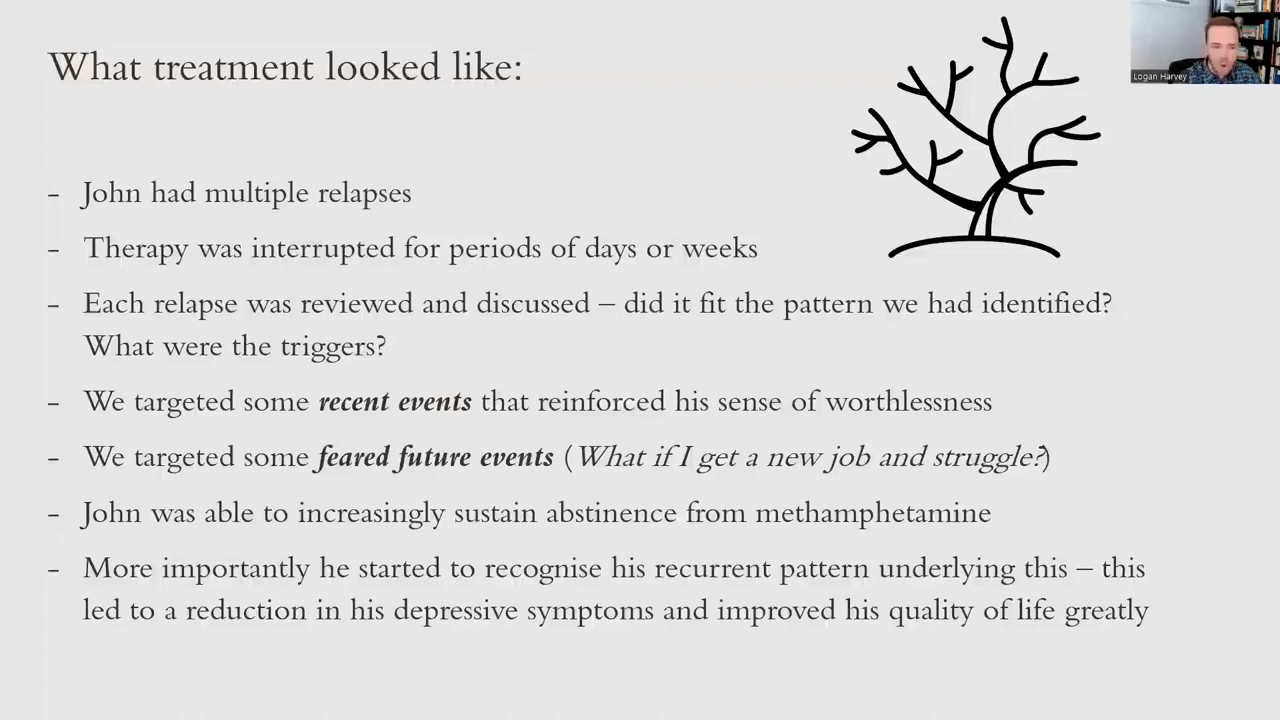 What treatment looked like:
Logan Harvey
- John had multiple relapses
- Therapy was interrupted for periods of days or weeks
- Each relapse was reviewed and discussed – did it fit the pattern we had identified?
What were the triggers?
- We targeted some recent events that reinforced his sense of worthlessness
- We targeted some feared future events (What if I get a new job and struggle?)
- John was able to increasingly sustain abstinence from methamphetamine
- More importantly he started to recognise his recurrent pattern underlying this – this
led to a reduction in his depressive symptoms and improved his quality of life greatly